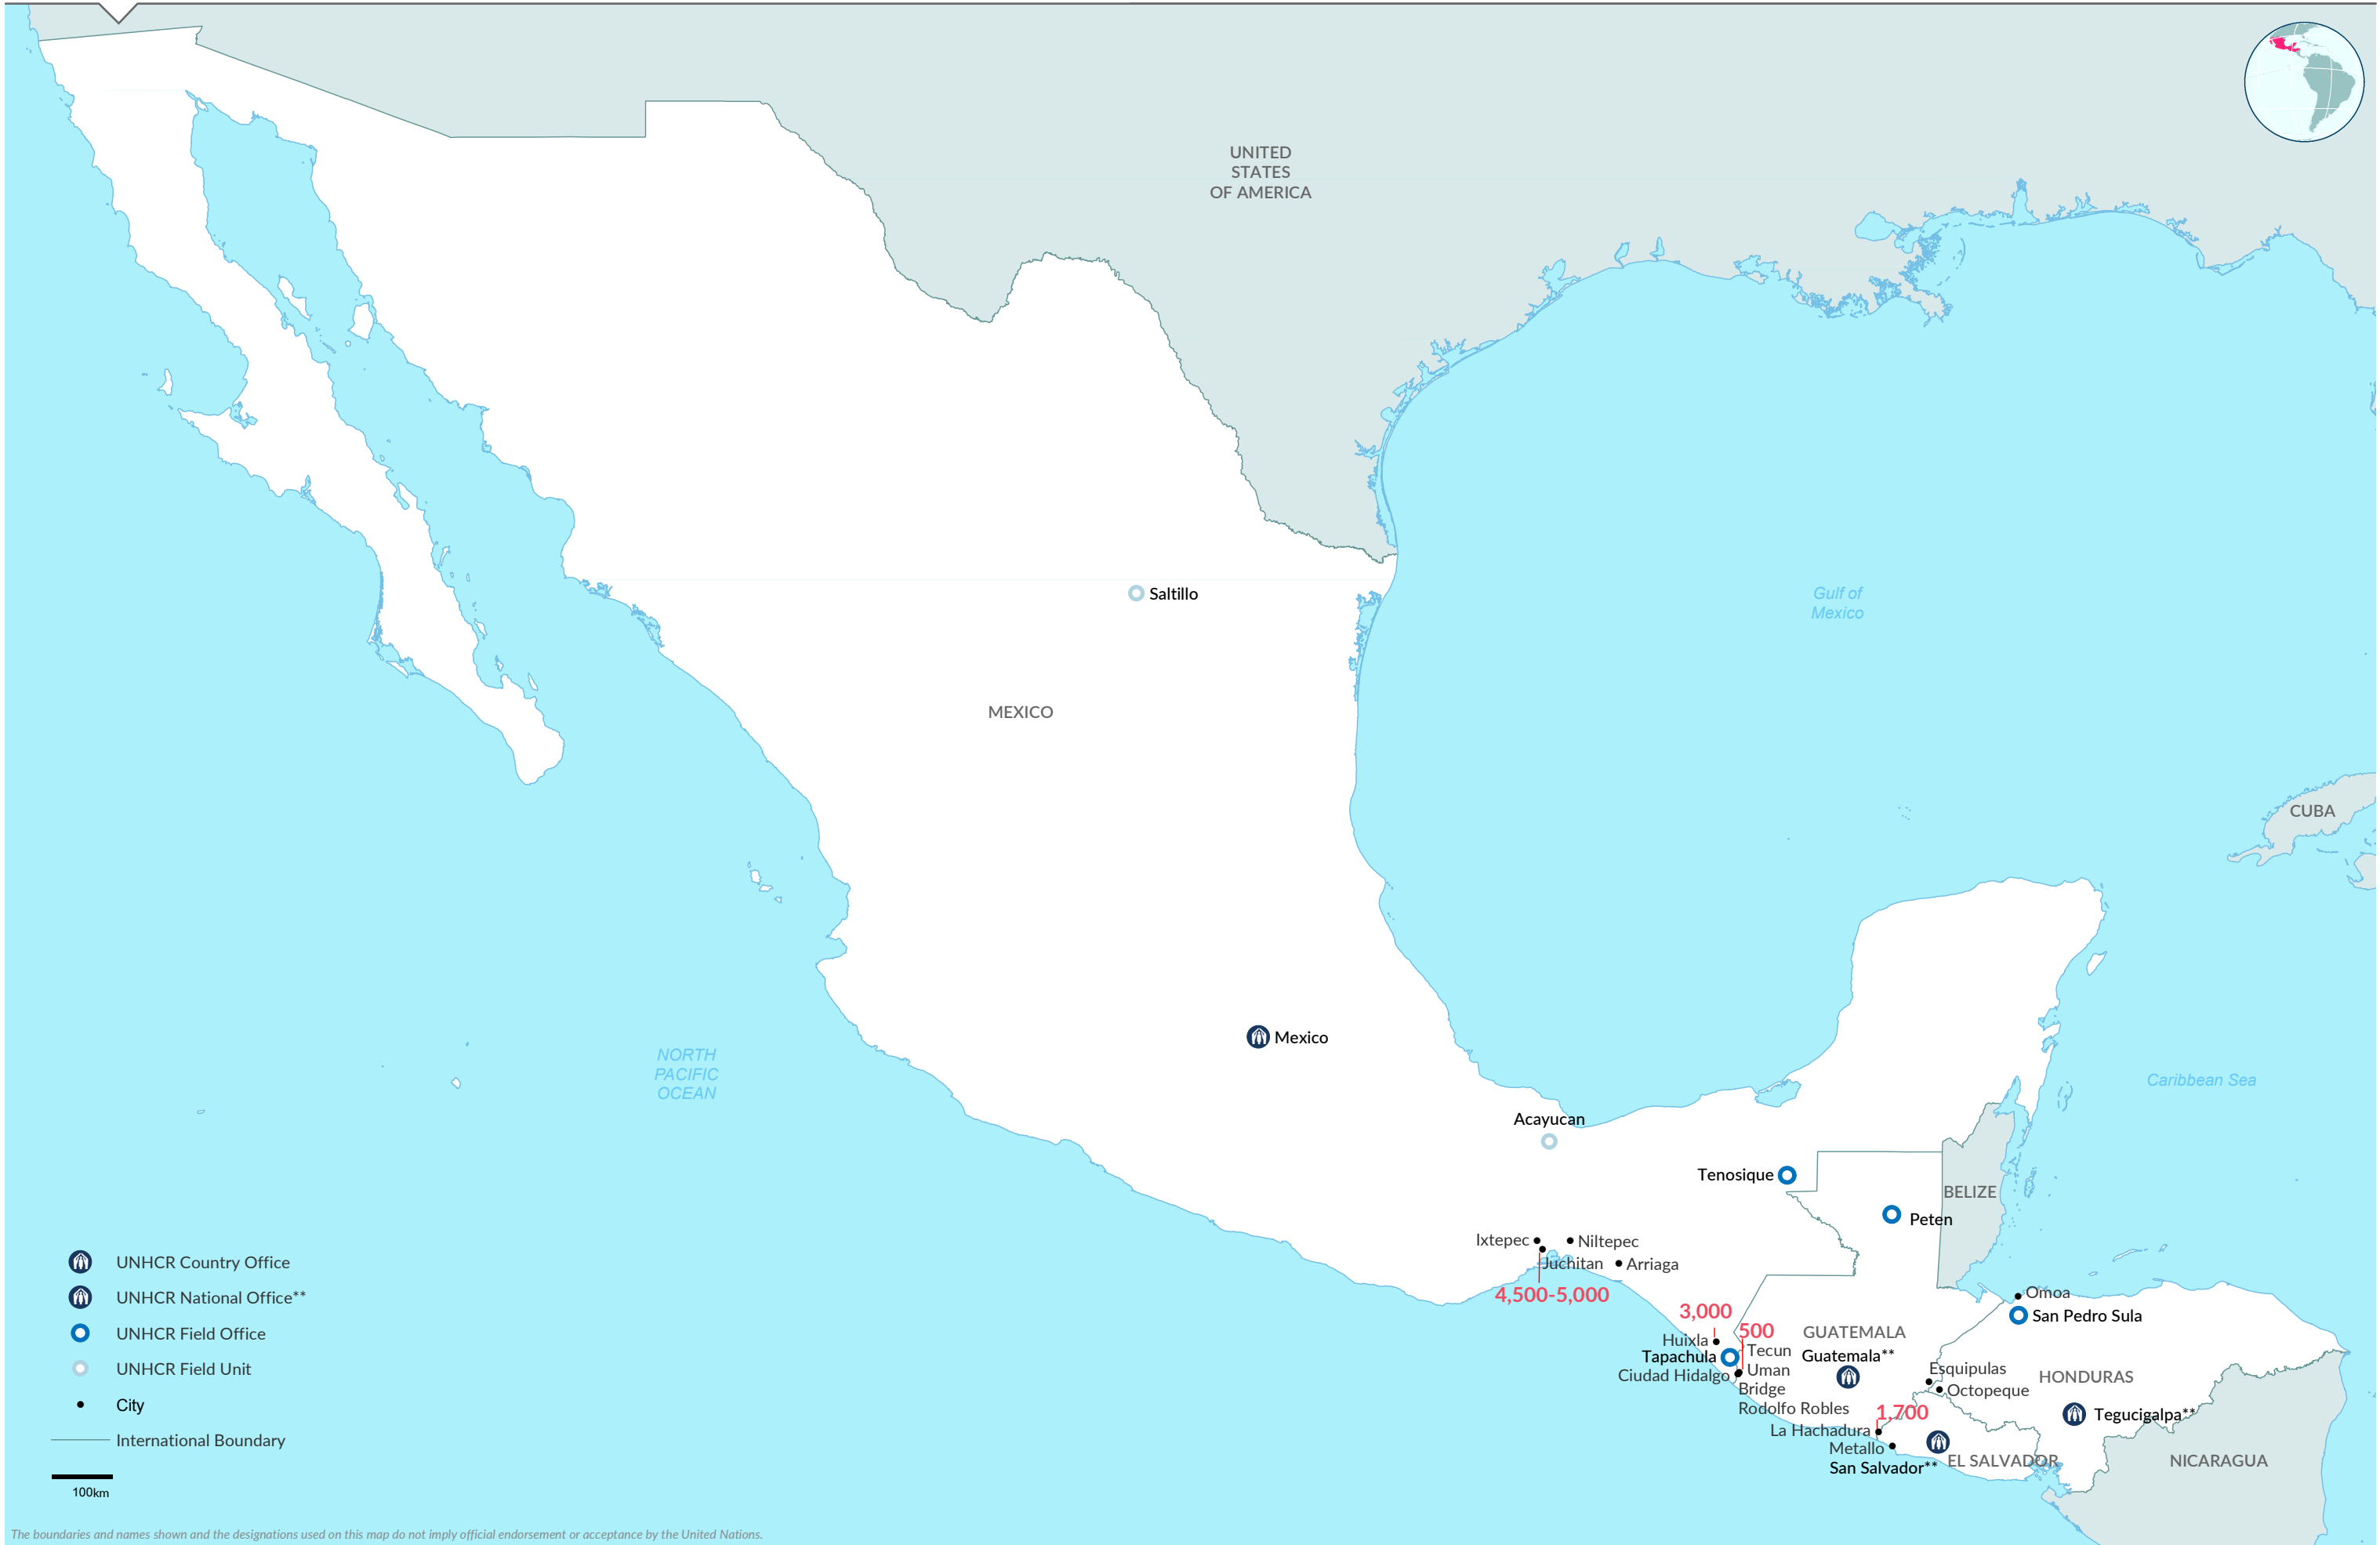 UNITED
STATES
OF AMERICA
Saltillo
Gulf of
Mexico
MEXICO
CUBA
Mexico
NORTH
PACIFIC
OCEAN
Caribbean Sea
Acayucan
Tenosique
BELIZE
Peten
Ixtepec
Niltepec
Juchitan
Arriaga
4,500-5,000
Omoa
San Pedro Sula
3,000
500
Huixla
GUATEMALA
Tecun
Uman
Tapachula
Guatemala**
Ciudad Hidalgo
Bridge
Rodolfo Robles
Esquipulas
HONDURAS
Octopeque
1,700
Tegucigalpa**
La Hachadura
Metallo
San Salvador**
EL SALVADOR
NICARAGUA
UNHCR Country Office
UNHCR National Office**
UNHCR Field Office
UNHCR Field Unit
City
International Boundary
100km
The boundaries and names shown and the designations used on this map do not imply official endorsement or acceptance by the United Nations.